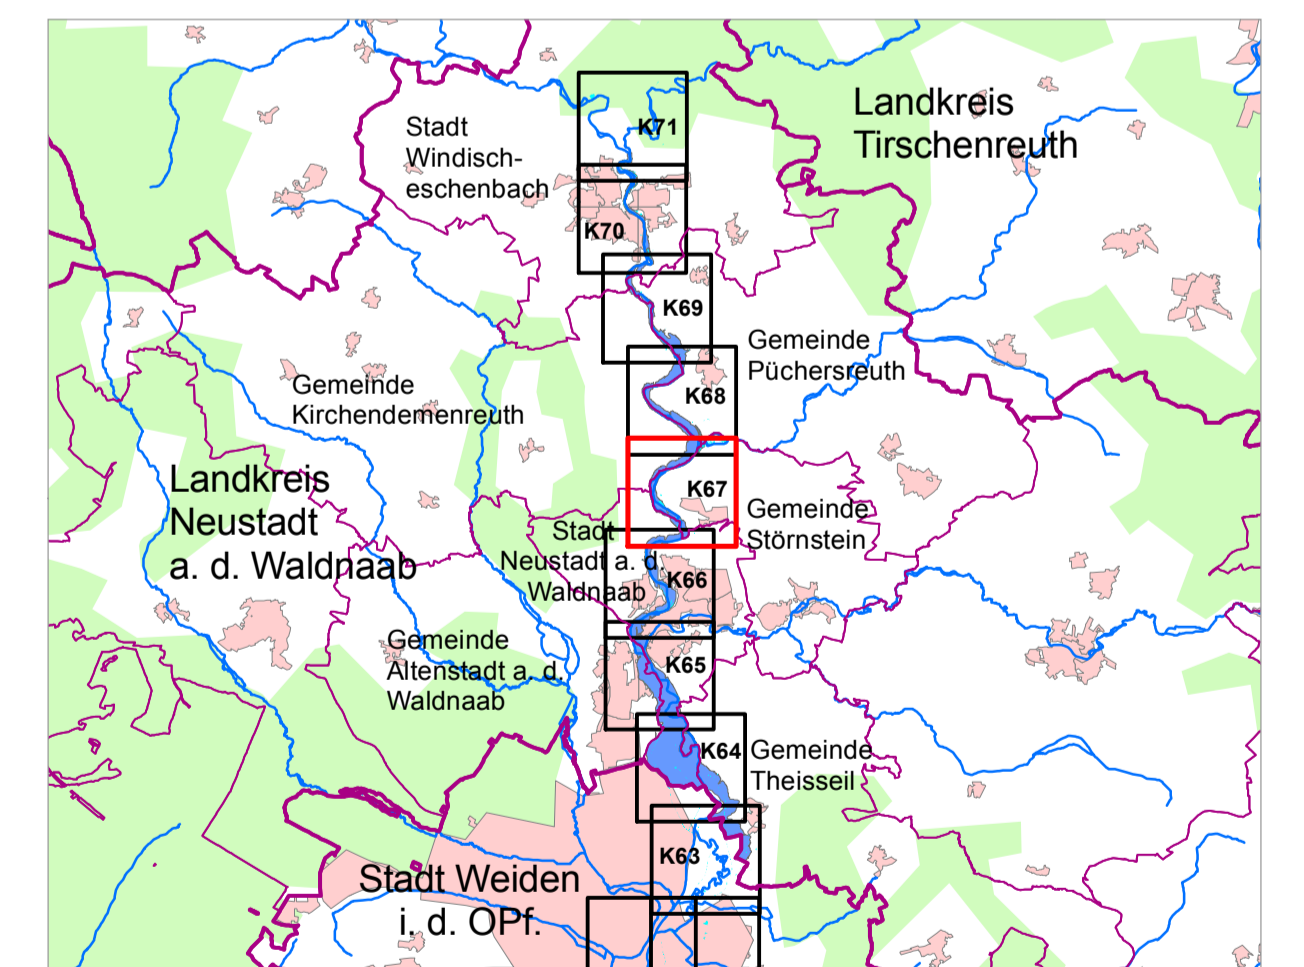 Landkreis
Tirschenreuth
Stadt
Windisch-
eschenbach
K71
K70
K69
Gemeinde
Püchersreuth
Gemeinde
Kirchendemenreuth
K68
Landkreis
Neustadt
a. d. Waldnaab
K67
Gemeinde
Störnstein
Stadt
Neustadt a. d.
Waldnaab
K66
Gemeinde
Altenstadt a. d.
Waldnaab
K65
K64
Gemeinde
Theisseil
K63
Stadt Weiden
i. d. OPf.